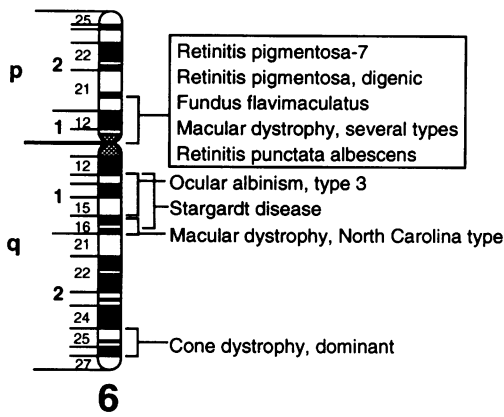 25
22
2
p
21
1
12
Retinitis pigmentosa-7
Retinitis pigmentosa, digenic
Fundus flavimaculatus
Macular dystrophy, several types
Retinitis punctata albescens
12
1
15
16
q
21
22
2
24
25
27
Ocular albinism, type 3
Stargardt disease
Macular dystrophy, North Carolina type
Cone dystrophy, dominant
6